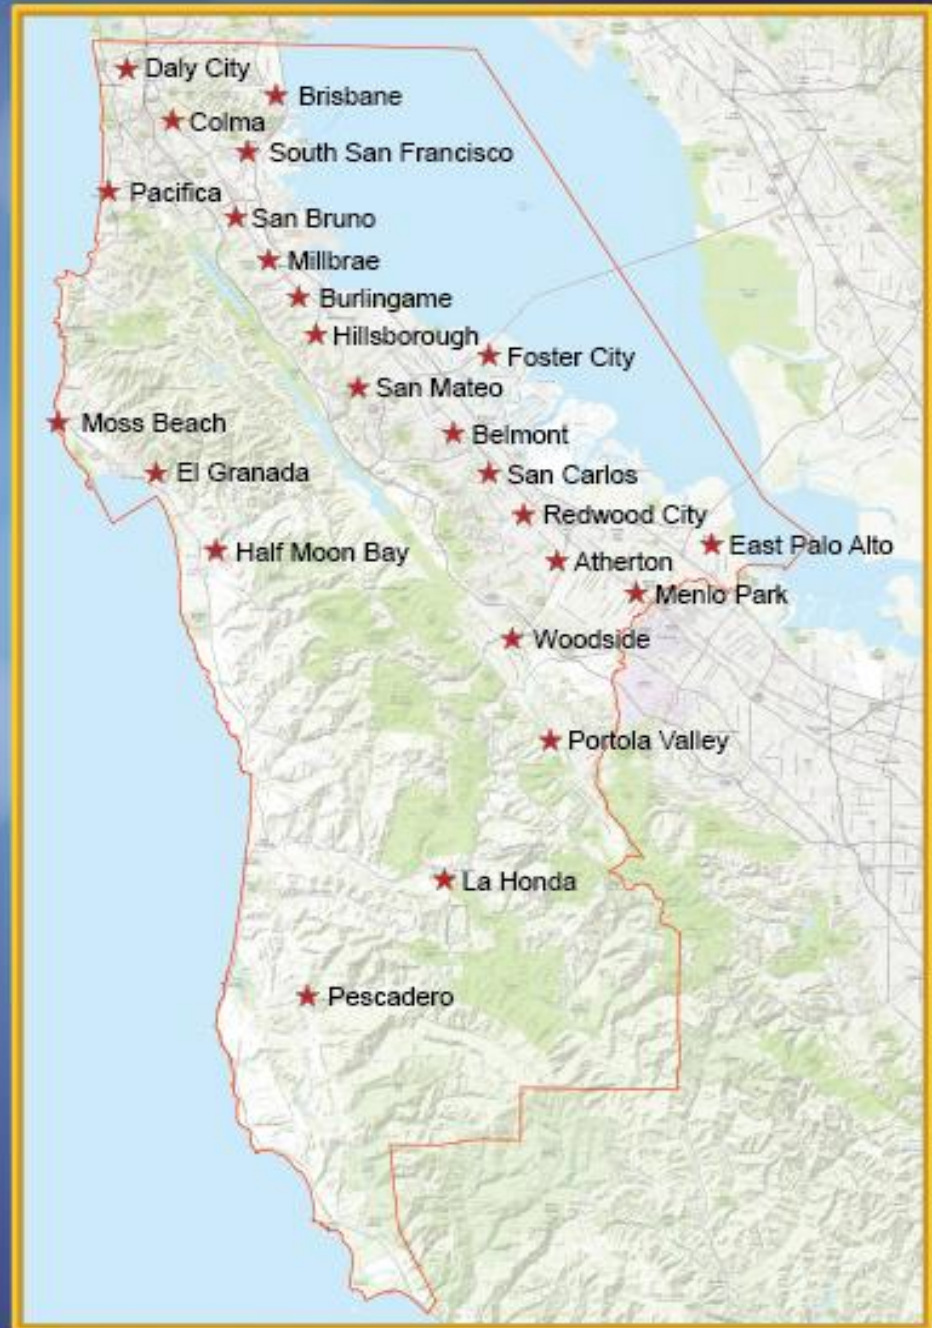 Daly City
Brisbane
Colma
South San Francisco
Pacifica
San Bruno
Millbrae
Burlingame
Hillsborough
Foster City
San Mateo
Moss Beach
Belmont
El Granada
San Carlos
Redwood City
East Palo Alto
Half Moon Bay
Atherton
Menlo Park
Woodside
Portola Valley
La Honda
Pescadero